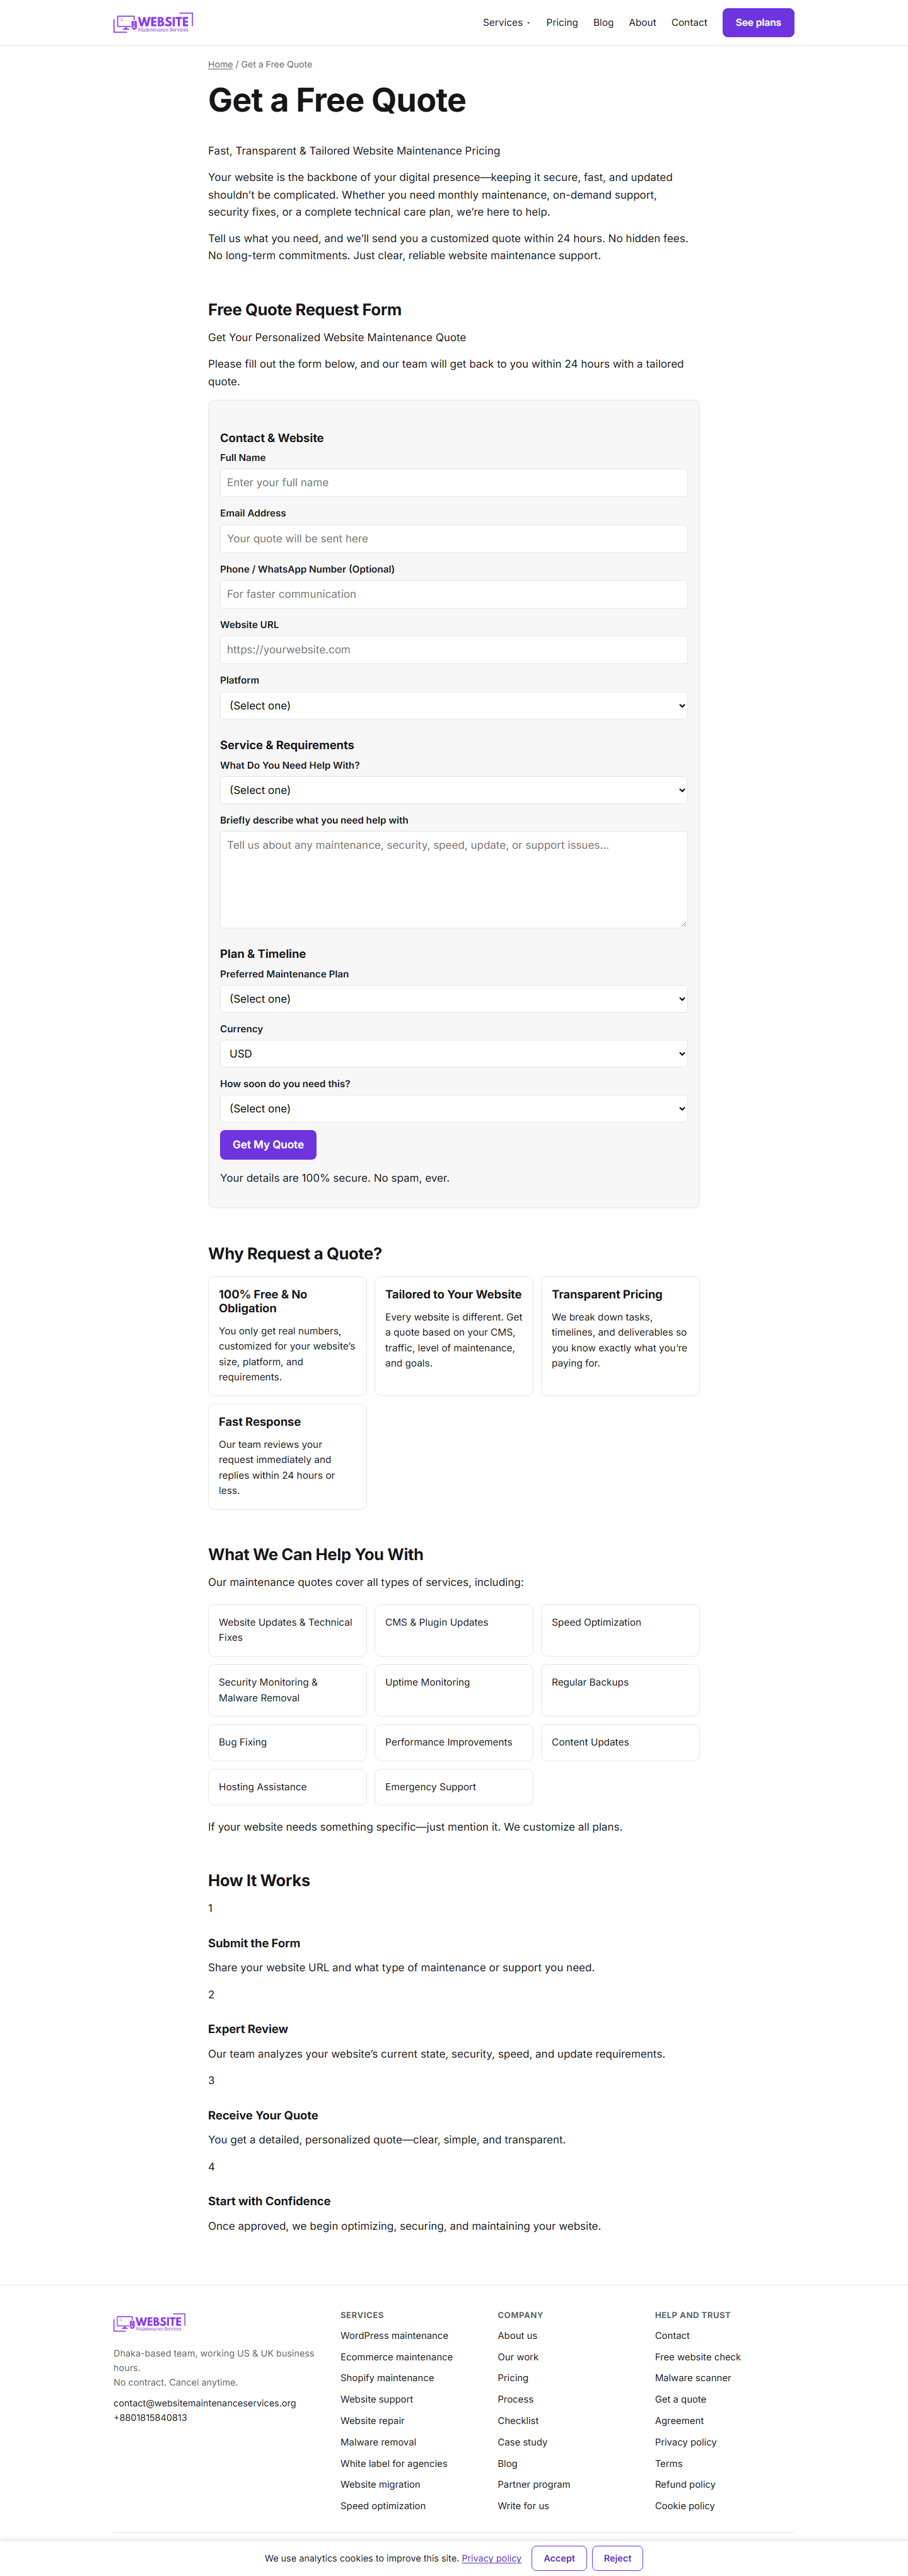 WEBSITE
Maintenance Services
Services
Pricing
Blog
About
Contact
See plans
Home / Get a Free Quote
Get a Free Quote
Fast, Transparent & Tailored Website Maintenance Pricing
Your website is the backbone of your digital presence—keeping it secure, fast, and updated
shouldn’t be complicated. Whether you need monthly maintenance, on-demand support,
security fixes, or a complete technical care plan, we’re here to help.
Tell us what you need, and we’ll send you a customized quote within 24 hours. No hidden fees.
No long-term commitments. Just clear, reliable website maintenance support.
Free Quote Request Form
Get Your Personalized Website Maintenance Quote
Please fill out the form below, and our team will get back to you within 24 hours with a tailored
quote.
Contact & Website
Full Name
Enter your full name
Email Address
Your quote will be sent here
Phone / WhatsApp Number (Optional)
For faster communication
Website URL
https://yourwebsite.com
Platform
(Select one)
Service & Requirements
What Do You Need Help With?
(Select one)
Briefly describe what you need help with
Tell us about any maintenance, security, speed, update, or support issues...
Plan & Timeline
Preferred Maintenance Plan
(Select one)
Currency
USD
How soon do you need this?
(Select one)
Get My Quote
Your details are 100% secure. No spam, ever.
Why Request a Quote?
100% Free & No
Obligation
You only get real numbers,
customized for your website’s
size, platform, and
requirements.
Tailored to Your Website
Every website is different. Get
a quote based on your CMS,
traffic, level of maintenance,
and goals.
Transparent Pricing
We break down tasks,
timelines, and deliverables so
you know exactly what you’re
paying for.
Fast Response
Our team reviews your
request immediately and
replies within 24 hours or
less.
What We Can Help You With
Our maintenance quotes cover all types of services, including:
Website Updates & Technical
Fixes
CMS & Plugin Updates
Speed Optimization
Security Monitoring &
Malware Removal
Uptime Monitoring
Regular Backups
Bug Fixing
Performance Improvements
Content Updates
Hosting Assistance
Emergency Support
If your website needs something specific—just mention it. We customize all plans.
How It Works
1
Submit the Form
Share your website URL and what type of maintenance or support you need.
2
Expert Review
Our team analyzes your website’s current state, security, speed, and update requirements.
3
Receive Your Quote
You get a detailed, personalized quote—clear, simple, and transparent.
4
Start with Confidence
Once approved, we begin optimizing, securing, and maintaining your website.
WEBSITE
Maintenance Services
Dhaka-based team, working US & UK business
hours.
No contract. Cancel anytime.
contact@websitemaintenanceservices.org
+8801815840813
SERVICES
WordPress maintenance
Ecommerce maintenance
Shopify maintenance
Website support
Website repair
Malware removal
White label for agencies
Website migration
Speed optimization
COMPANY
About us
Our work
Pricing
Process
Checklist
Case study
Blog
Partner program
Write for us
HELP AND TRUST
Contact
Free website check
Malware scanner
Get a quote
Agreement
Privacy policy
Terms
Refund policy
Cookie policy
We use analytics cookies to improve this site. Privacy policy
Accept
Reject